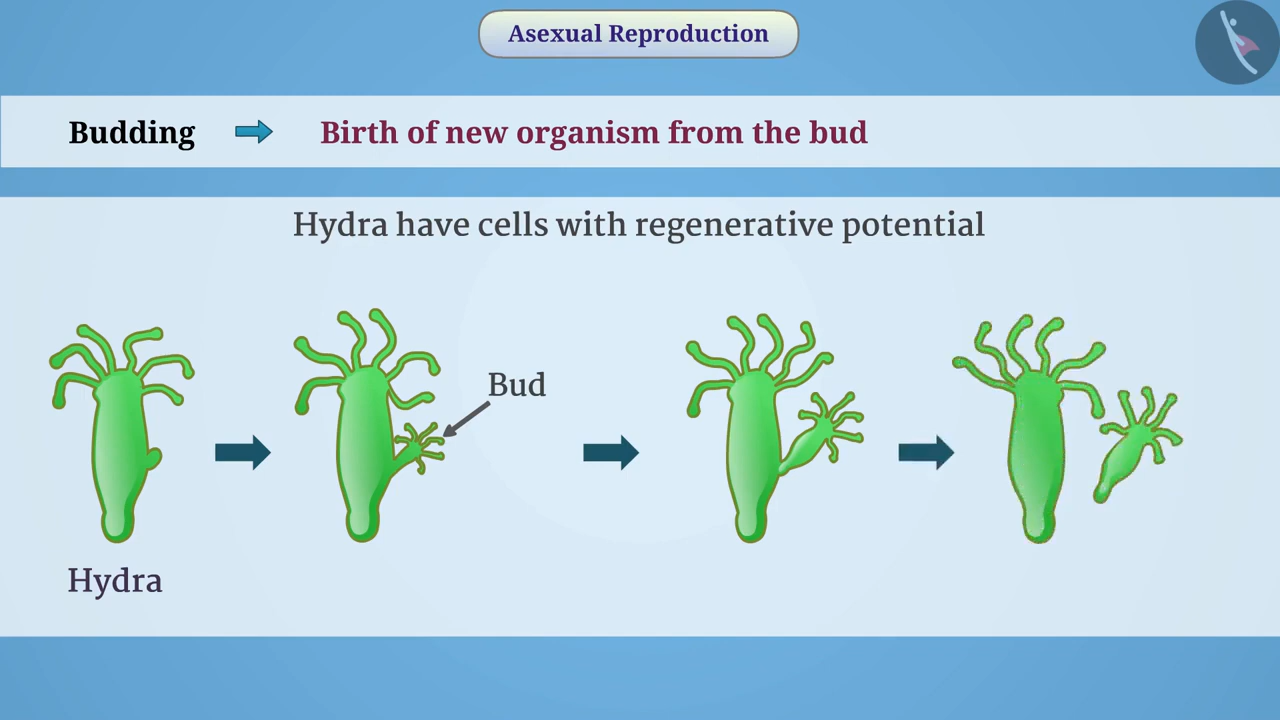 Asexual Reproduction
Budding
Birth of new organism from the bud
Hydra have cells with regenerative potential
Bud
Hydra